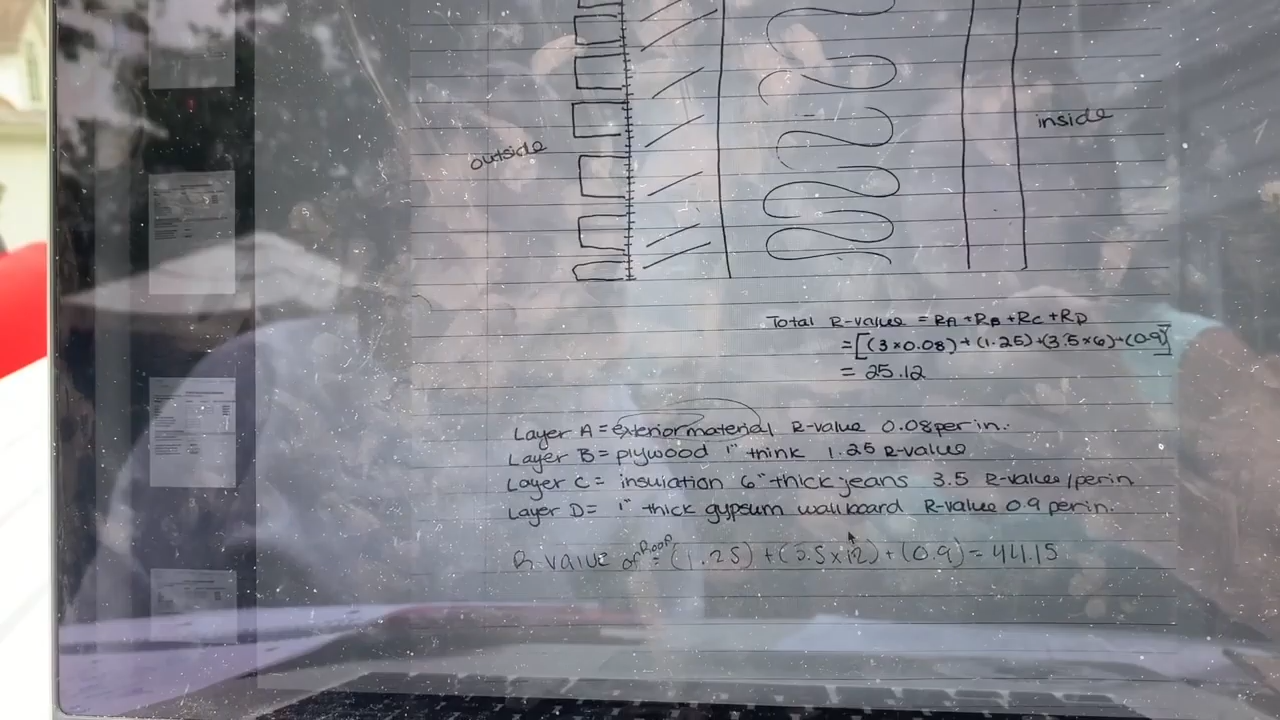 outside
inside
Total R-value = RA + RB + RC + RD
= [(3 x 0.08) + (1.25) + (3.5 x 6) + (0.9)]
= 25.12
Layer A = exterior material R-value 0.08 per in.
Layer B = plywood 1" think 1.25 R-value
Layer C = insulation 6" thick jeans 3.5 R-value /per in
Layer D = 1" thick gypsum wallboard R-value 0.9 per in.
R-value of Roof = (1.25) + (3.5 x 12) + (0.9) = 44.15